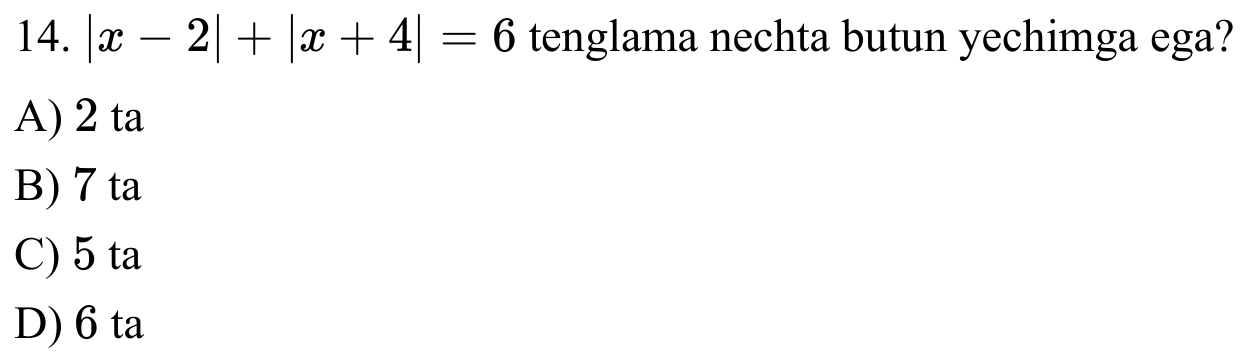 14. |x − 2| + |x + 4| = 6 tenglama nechta butun yechimga ega?
A) 2 ta
B) 7 ta
C) 5 ta
D) 6 ta